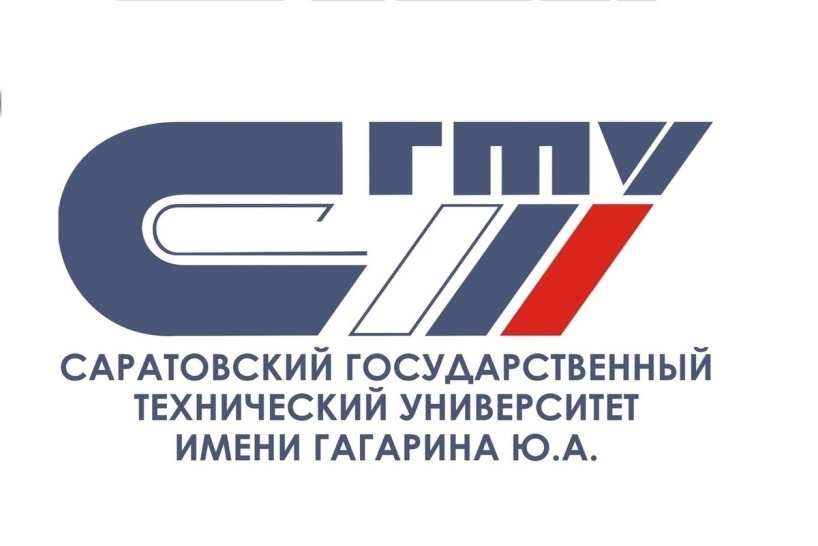 СГТУ
САРАТОВСКИЙ ГОСУДАРСТВЕННЫЙ
ТЕХНИЧЕСКИЙ УНИВЕРСИТЕТ
ИМЕНИ ГАГАРИНА Ю.А.